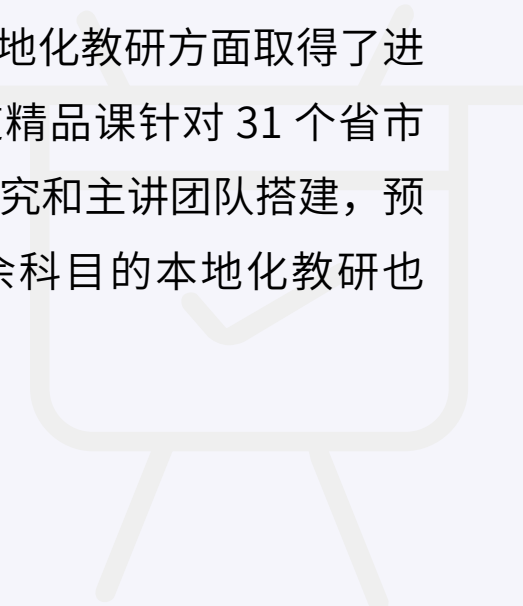 地化教研方面取得了进
精品课针对 31 个省市
究和主讲团队搭建，预
余科目的本地化教研也